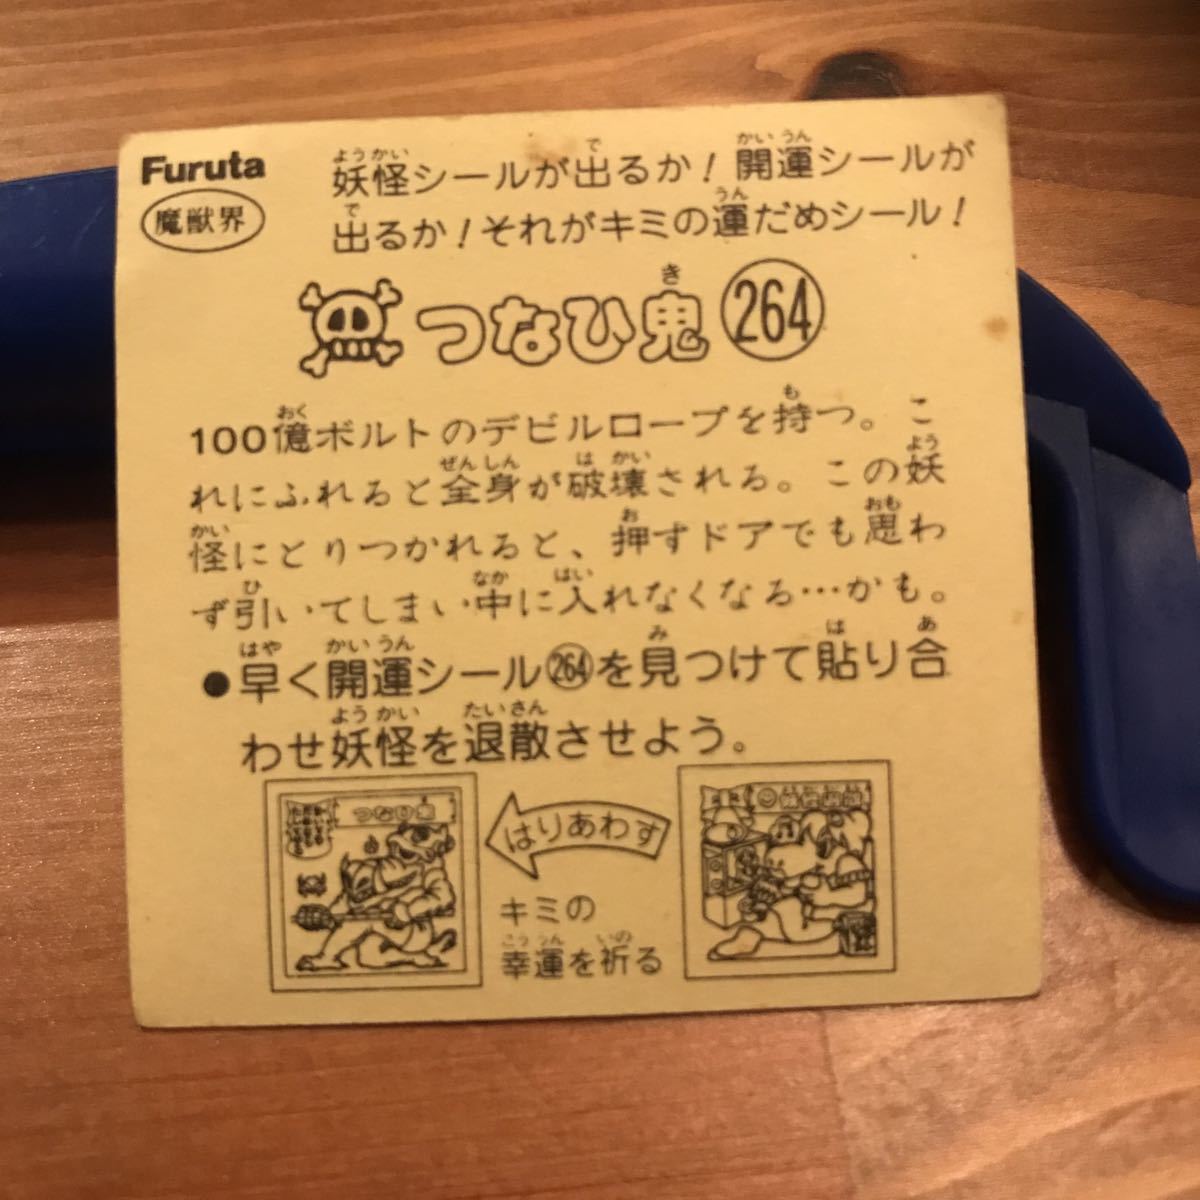 Furuta
魔獣界
妖怪シールが出るか！開運シールが
出るか！それがキミの運だめシール！
つなひ鬼 264
100億ボルトのデビルロープを持つ。こ
れにふれると全身が破壊される。この妖
怪にとりつかれると、押すドアでも思わ
ず引いてしまい中に入れなくなる…かも。
●早く開運シール264を見つけて貼り合
わせ妖怪を退散させよう。
つなひ鬼
はりあわす
キミの
幸運を祈る